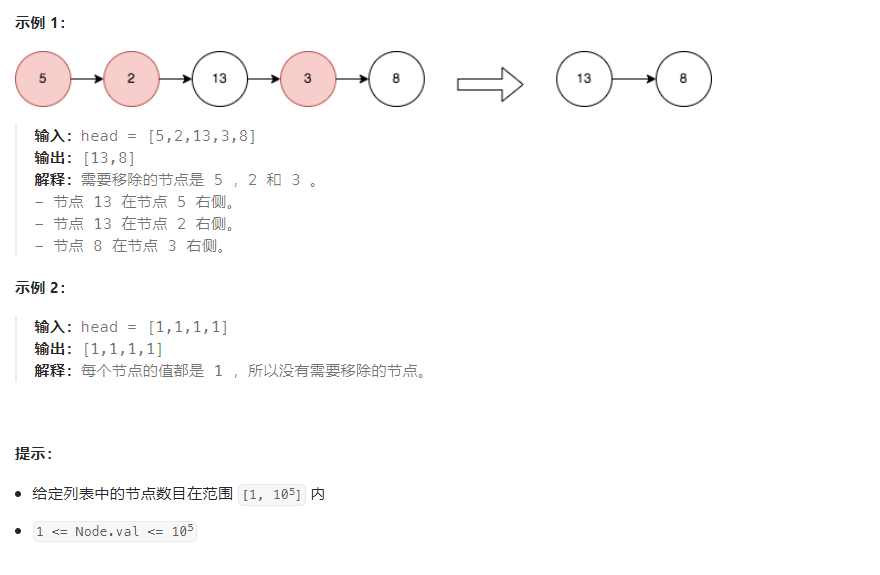 示例 1：
5 2 13 3 8 13 8
输入：head = [5,2,13,3,8]
输出：[13,8]
解释：需要移除的节点是 5 ，2 和 3 。
- 节点 13 在节点 5 右侧。
- 节点 13 在节点 2 右侧。
- 节点 8 在节点 3 右侧。
示例 2：
输入：head = [1,1,1,1]
输出：[1,1,1,1]
解释：每个节点的值都是 1 ，所以没有需要移除的节点。
提示：
• 给定列表中的节点数目在范围 [1, 10⁵] 内
• 1 <= Node.val <= 10⁵